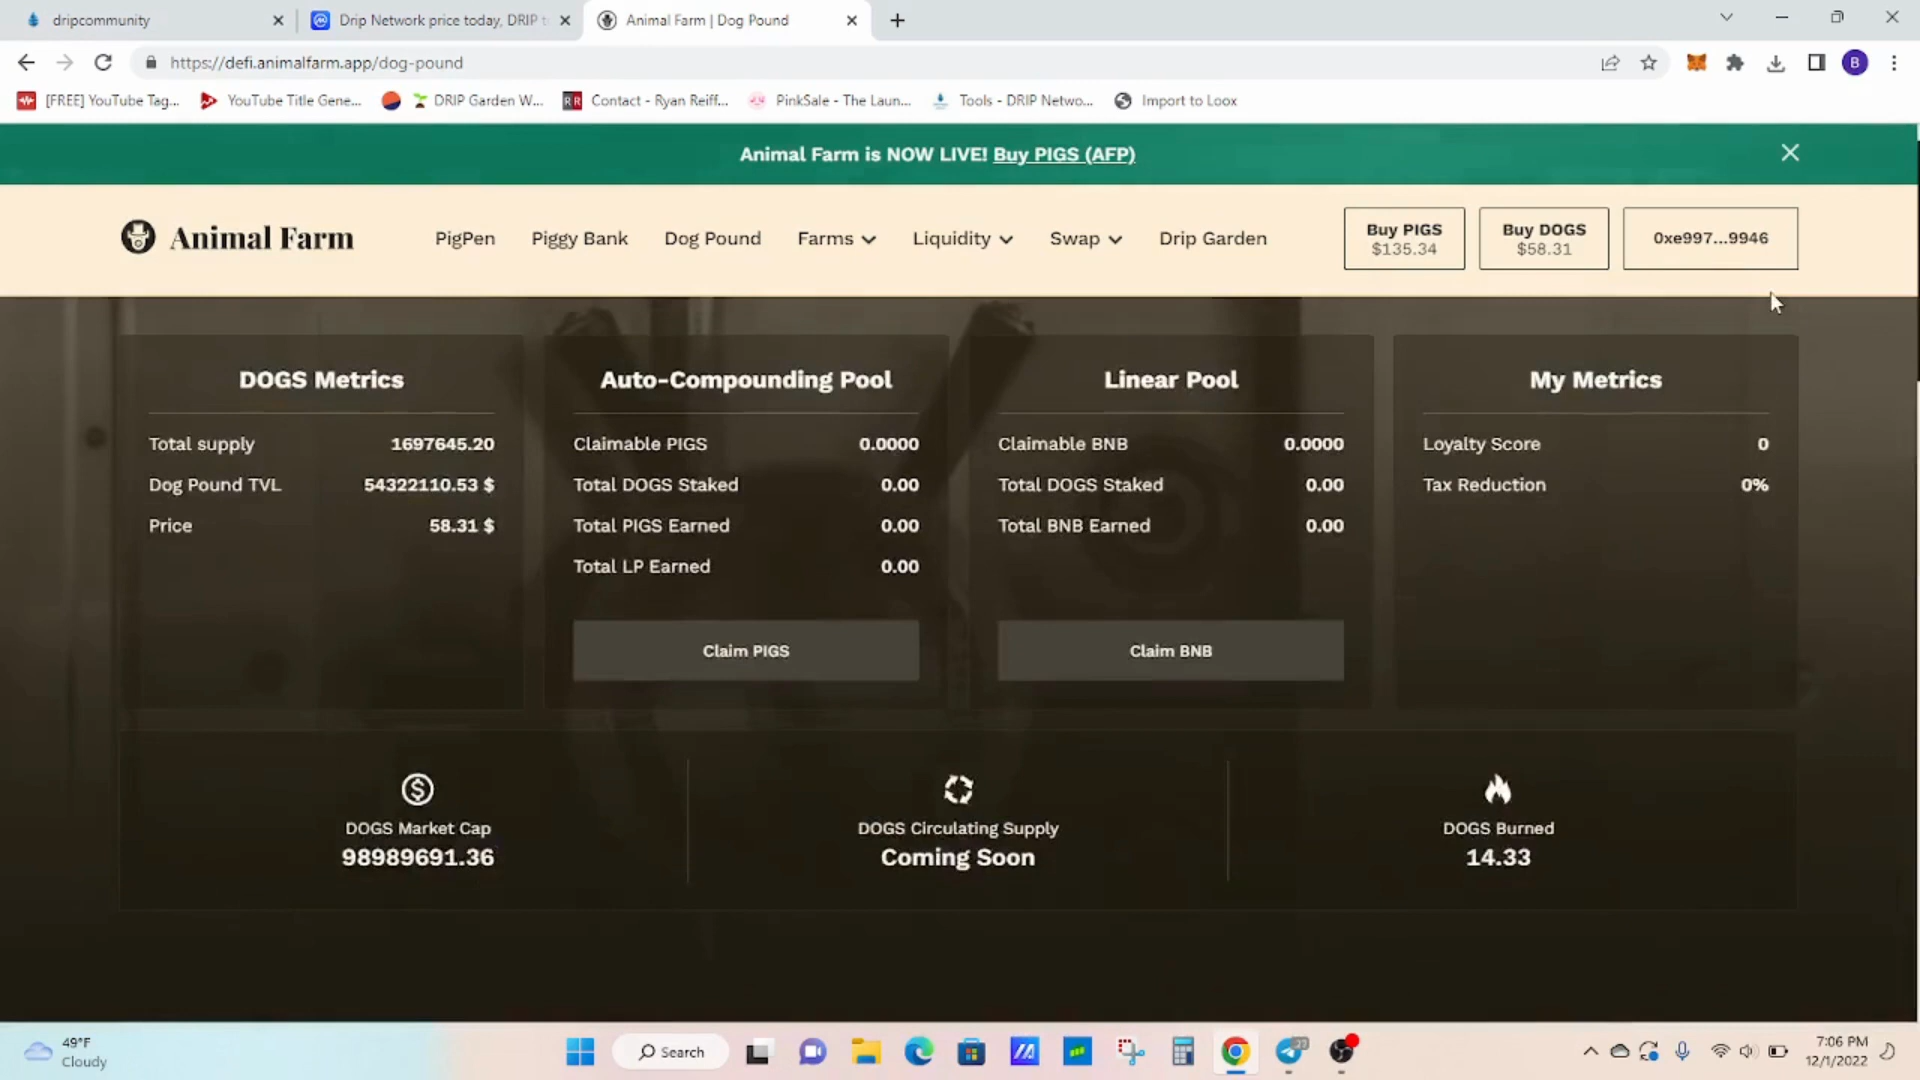 dripcommunity
Drip Network price today, DRIP t
Animal Farm | Dog Pound
https://defi.animalfarm.app/dog-pound
B
[FREE] YouTube Tag...
YouTube Title Gene...
DRIP Garden W...
RR
Contact - Ryan Reiff...
PinkSale - The Laun...
Tools - DRIP Netwo...
Import to Loox
Animal Farm is NOW LIVE! Buy PIGS (AFP)
Animal Farm
PigPen
Piggy Bank
Dog Pound
Farms
Liquidity
Swap
Drip Garden
Buy PIGS
$135.34
Buy DOGS
$58.31
0xe997...9946
DOGS Metrics
Total supply 1697645.20
Dog Pound TVL 54322110.53 $
Price 58.31 $
Auto-Compounding Pool
Claimable PIGS 0.0000
Total DOGS Staked 0.00
Total PIGS Earned 0.00
Total LP Earned 0.00
Claim PIGS
Linear Pool
Claimable BNB 0.0000
Total DOGS Staked 0.00
Total BNB Earned 0.00
Claim BNB
My Metrics
Loyalty Score 0
Tax Reduction 0%
DOGS Market Cap
98989691.36
DOGS Circulating Supply
Coming Soon
DOGS Burned
14.33
49°F
Cloudy
Search
7:06 PM
12/1/2022